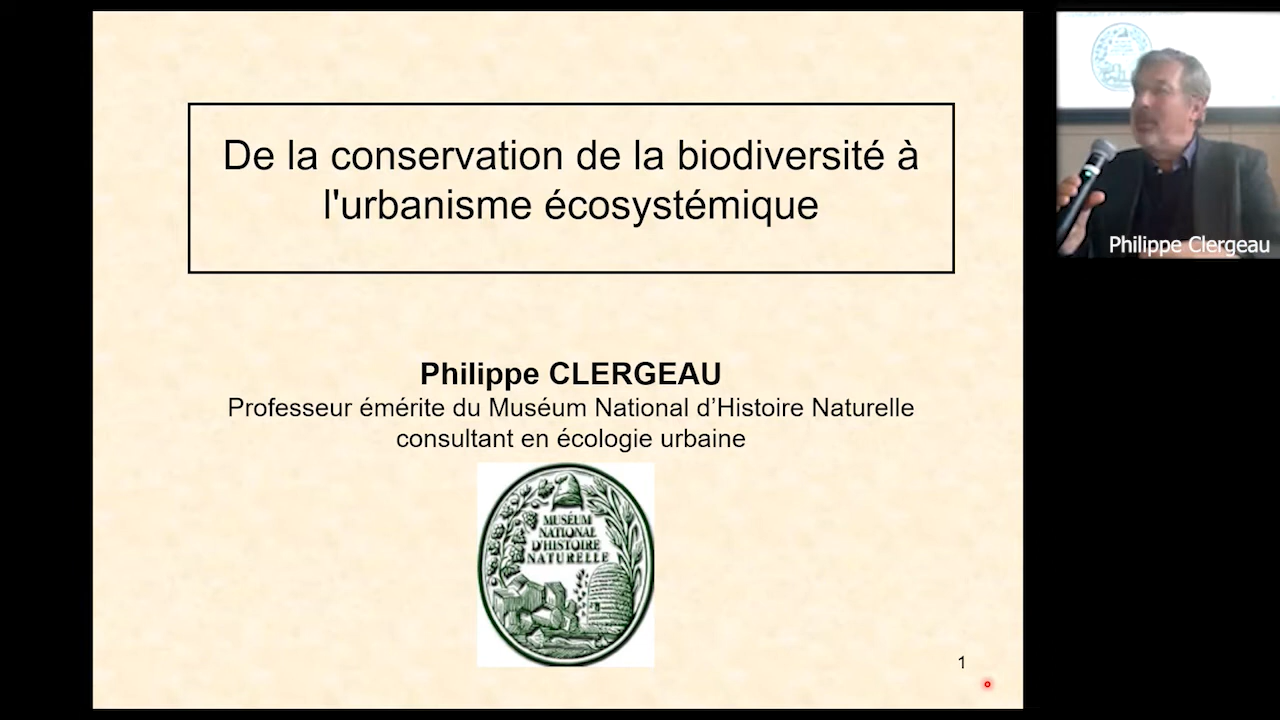 De la conservation de la biodiversité à
l'urbanisme écosystémique
Philippe CLERGEAU
Professeur émérite du Muséum National d’Histoire Naturelle
consultant en écologie urbaine
MUSÉUM
NATIONAL
D'HISTOIRE
NATURELLE
1
Philippe Clergeau